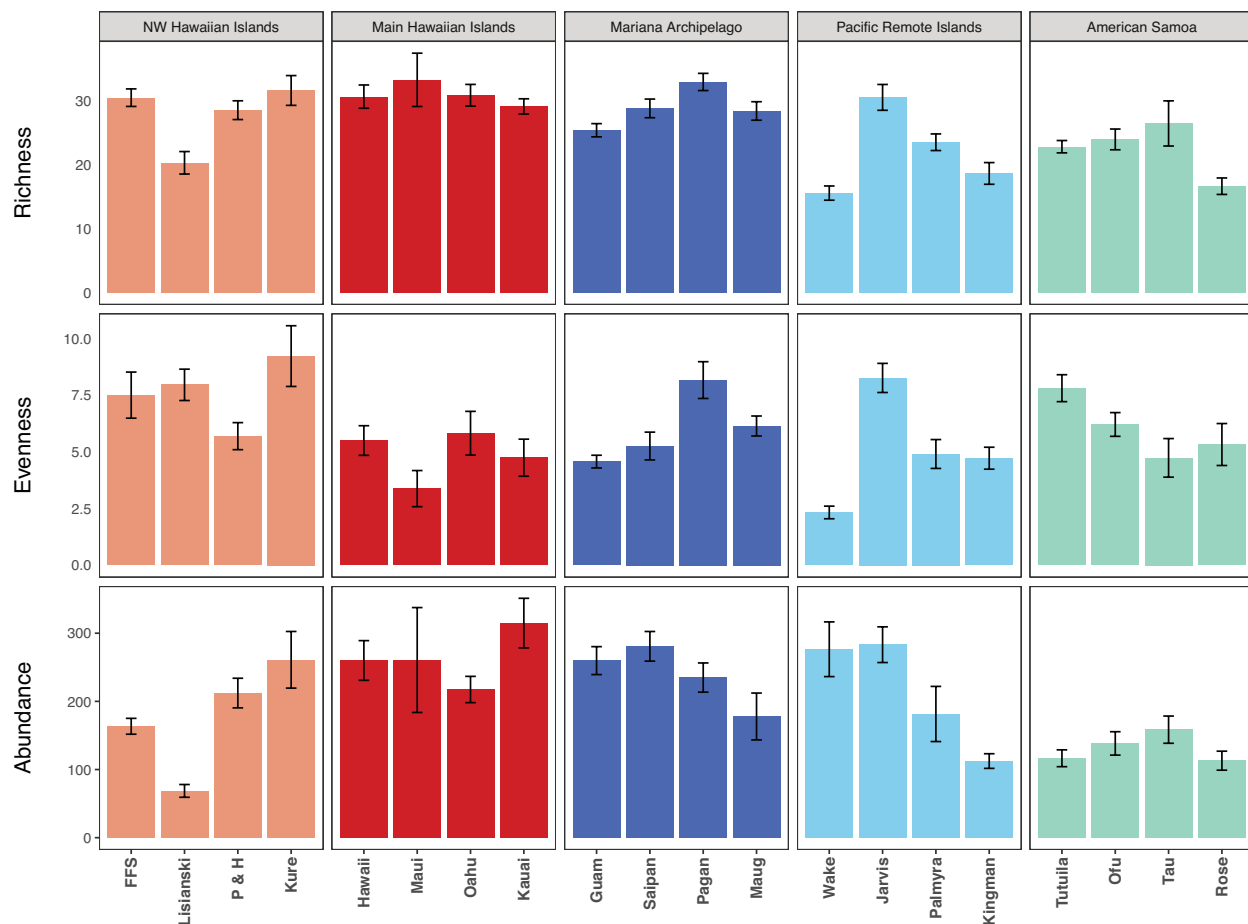 NW Hawaiian Islands
Main Hawaiian Islands
Mariana Archipelago
Pacific Remote Islands
American Samoa
Richness
30
20
10
0
Evenness
10.0
7.5
5.0
2.5
0.0
Abundance
300
200
100
0
FFS
Lisianski
P & H
Kure
Hawaii
Maui
Oahu
Kauai
Guam
Saipan
Pagan
Maug
Wake
Jarvis
Palmyra
Kingman
Tutuila
Ofu
Tau
Rose